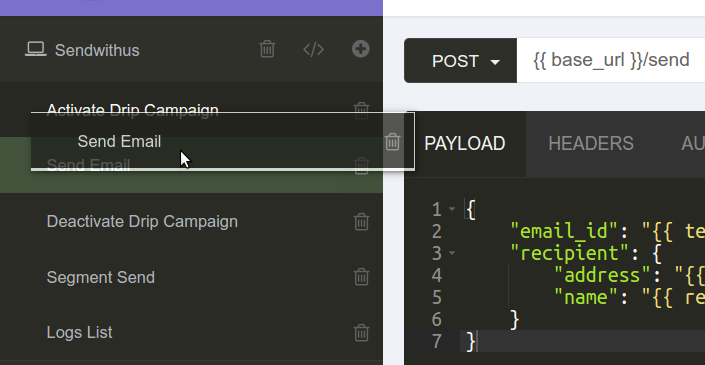 Sendwithus
</>
Activate Drip Campaign
Send Email
Send Email
Deactivate Drip Campaign
Segment Send
Logs List
POST
{{ base_url }}/send
PAYLOAD
HEADERS
AU
1 {
2 "email_id": "{{ te
3 "recipient": {
4 "address": "{{
5 "name": "{{ re
6 }
7 }